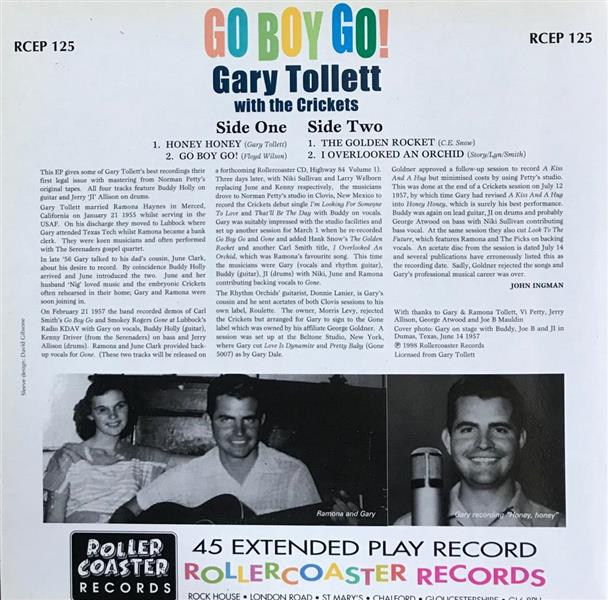 GO BOY GO!
RCEP 125
RCEP 125
Gary Tollett
with the Crickets
Side One
1. HONEY HONEY (Gary Tollett)
2. GO BOY GO! (Floyd Wilson)
Side Two
1. THE GOLDEN ROCKET (C.E. Snow)
2. I OVERLOOKED AN ORCHID (Story/Lyn/Smith)
This EP gives some of Gary Tollett's best recordings their
first legal issue with mastering from Norman Petty's
original tapes. All four tracks feature Buddy Holly on
guitar and Jerry 'JI' Allison on drums.
Gary Tollett married Ramona Haynes in Merced,
California on January 21 1955 whilst serving in the
USAF. On his discharge they moved to Lubbock where
Gary attended Texas Tech whilst Ramona became a bank
clerk. They were keen musicians and often performed
with The Serenaders gospel quartet.
In late '56 Gary talked to his dad's cousin, June Clark,
about his desire to record. By coincidence Buddy Holly
arrived and June introduced the two. June and her
husband 'Nig' loved music and the embryonic Crickets
often rehearsed in their home; Gary and Ramona were
soon joining in.
On February 21 1957 the band recorded demos of Carl
Smith's Go Boy Go and Smokey Rogers Gone at Lubbock's
Radio KDAV with Gary on vocals, Buddy Holly (guitar),
Kenny Driver (from the Serenaders) on bass and Jerry
Allison (drums). Ramona and June Clark provided back-
up vocals for Gone. (These two tracks will be released on
a forthcoming Rollercoaster CD, Highway 84 Volume 1).
Three days later, with Niki Sullivan and Larry Welborn
replacing June and Kenny respectively, the musicians
drove to Norman Petty's studio in Clovis, New Mexico to
record the Crickets debut single I'm Looking For Someone
To Love and That'll Be The Day with Buddy on vocals.
Gary was suitably impressed with the studio facilities and
set up another session for March 1 when he re-recorded
Go Boy Go and Gone and added Hank Snow's The Golden
Rocket and another Carl Smith title, I Overlooked An
Orchid, which was Ramona's favourite song. This time
the musicians were Gary (vocals and rhythm guitar),
Buddy (guitar), JI (drums) with Niki, June and Ramona
contributing backing vocals to Gone.
The Rhythm Orchids' guitarist, Donnie Lanier, is Gary's
cousin and he sent acetates of both Clovis sessions to his
own label, Roulette. The owner, Morris Levy, rejected
the Crickets but arranged for Gary to sign to the Gone
label which was owned by his affiliate George Goldner. A
session was set up at the Beltone Studio, New York,
where Gary cut Love Is Dynamite and Pretty Baby (Gone
5007) as by Gary Dale.
Goldner approved a follow-up session to record A Kiss
And A Hug but minimised costs by using Petty's studio.
This was done at the end of a Crickets session on July 12
1957, by which time Gary had revised A Kiss And A Hug
into Honey Honey, which is surely his best performance.
Buddy was again on lead guitar, JI on drums and probably
George Atwood on bass with Niki Sullivan contributing
bass vocal. At the same session they also cut Look To The
Future, which features Ramona and The Picks on backing
vocals. An acetate disc from the session is dated July 14
and several publications have erroneously listed this as
the recording date. Sadly, Goldner rejected the songs and
Gary's professional music career was over.
JOHN INGMAN
With thanks to Gary & Ramona Tollett, Vi Petty, Jerry
Allison, George Atwood and Joe B Mauldin
Cover photo: Gary on stage with Buddy, Joe B and JI in
Dumas, Texas, June 14 1957
℗ 1998 Rollercoaster Records
Licensed from Gary Tollett
Sleeve design: David Gibsone
Ramona and Gary
Gary recording "Honey, honey"
ROLLER
COASTER
RECORDS
45 EXTENDED PLAY RECORD
ROLLERCOASTER RECORDS
ROCK HOUSE • LONDON ROAD • ST MARY'S • CHALFORD • GLOUCESTERSHIRE • GL6 8PU